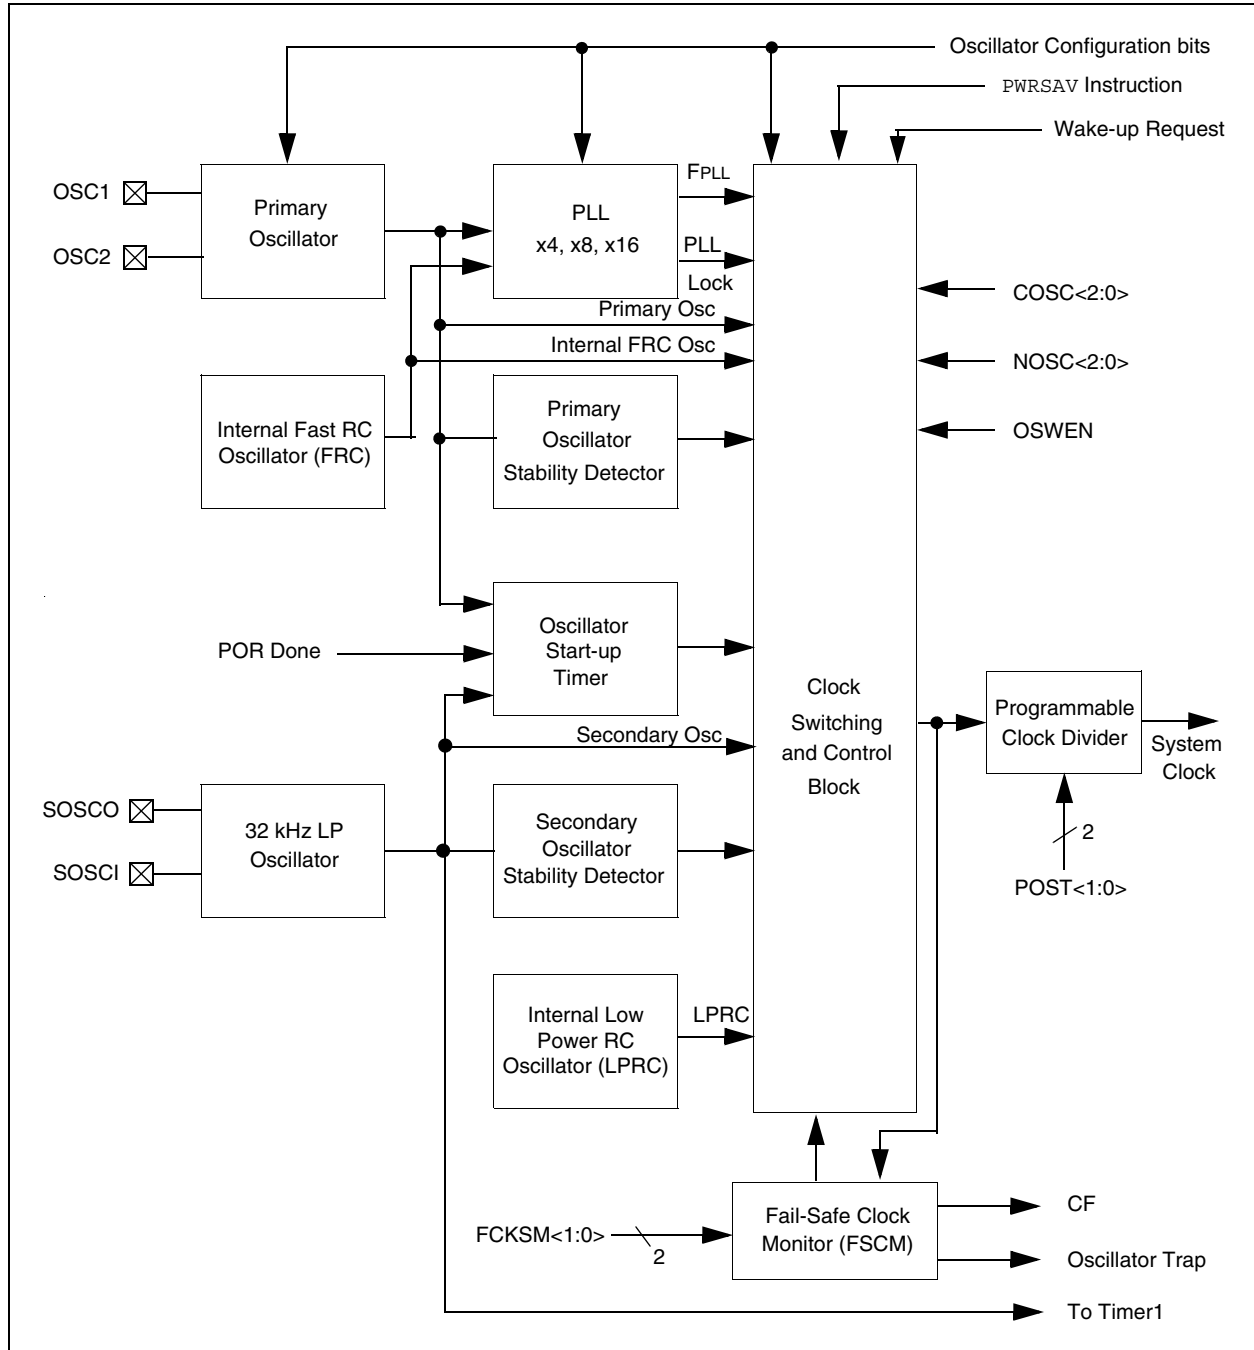 Oscillator Configuration bits
PWRSAV Instruction
Wake-up Request
OSC1
OSC2
Primary
Oscillator
PLL
x4, x8, x16
FPLL
PLL
Lock
COSC<2:0>
Primary Osc
Internal FRC Osc
NOSC<2:0>
Internal Fast RC
Oscillator (FRC)
Primary
Oscillator
Stability Detector
OSWEN
POR Done
Oscillator
Start-up
Timer
Clock
Switching
and Control
Block
Programmable
Clock Divider
System
Clock
Secondary Osc
SOSCO
SOSCI
32 kHz LP
Oscillator
Secondary
Oscillator
Stability Detector
2
POST<1:0>
Internal Low
Power RC
Oscillator (LPRC)
LPRC
FCKSM<1:0>
2
Fail-Safe Clock
Monitor (FSCM)
CF
Oscillator Trap
To Timer1